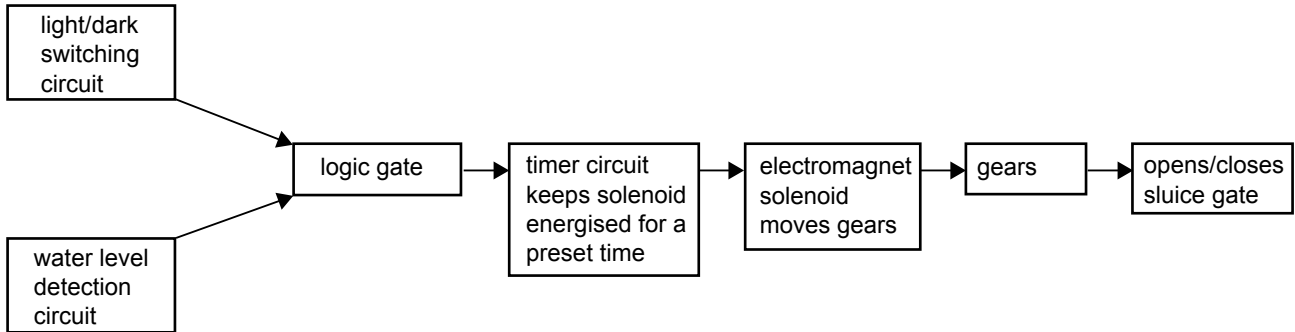 light/dark
switching
circuit
water level
detection
circuit
logic gate
timer circuit
keeps solenoid
energised for a
preset time
electromagnet
solenoid
moves gears
gears
opens/closes
sluice gate